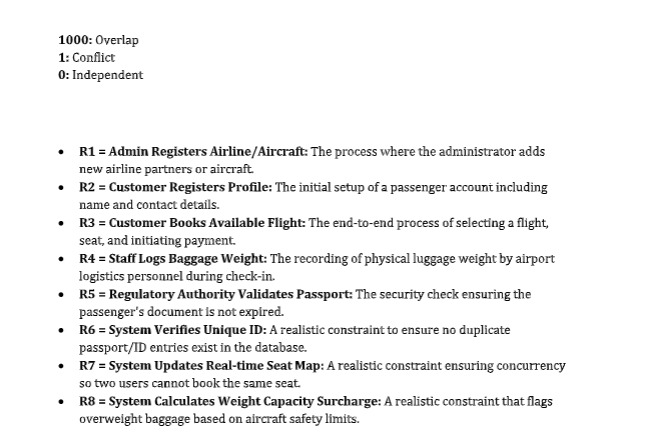 1000: Overlap
1: Conflict
0: Independent
• R1 = Admin Registers Airline/Aircraft: The process where the administrator adds
new airline partners or aircraft.
• R2 = Customer Registers Profile: The initial setup of a passenger account including
name and contact details.
• R3 = Customer Books Available Flight: The end-to-end process of selecting a flight,
seat, and initiating payment.
• R4 = Staff Logs Baggage Weight: The recording of physical luggage weight by airport
logistics personnel during check-in.
• R5 = Regulatory Authority Validates Passport: The security check ensuring the
passenger's document is not expired.
• R6 = System Verifies Unique ID: A realistic constraint to ensure no duplicate
passport/ID entries exist in the database.
• R7 = System Updates Real-time Seat Map: A realistic constraint ensuring concurrency
so two users cannot book the same seat.
• R8 = System Calculates Weight Capacity Surcharge: A realistic constraint that flags
overweight baggage based on aircraft safety limits.